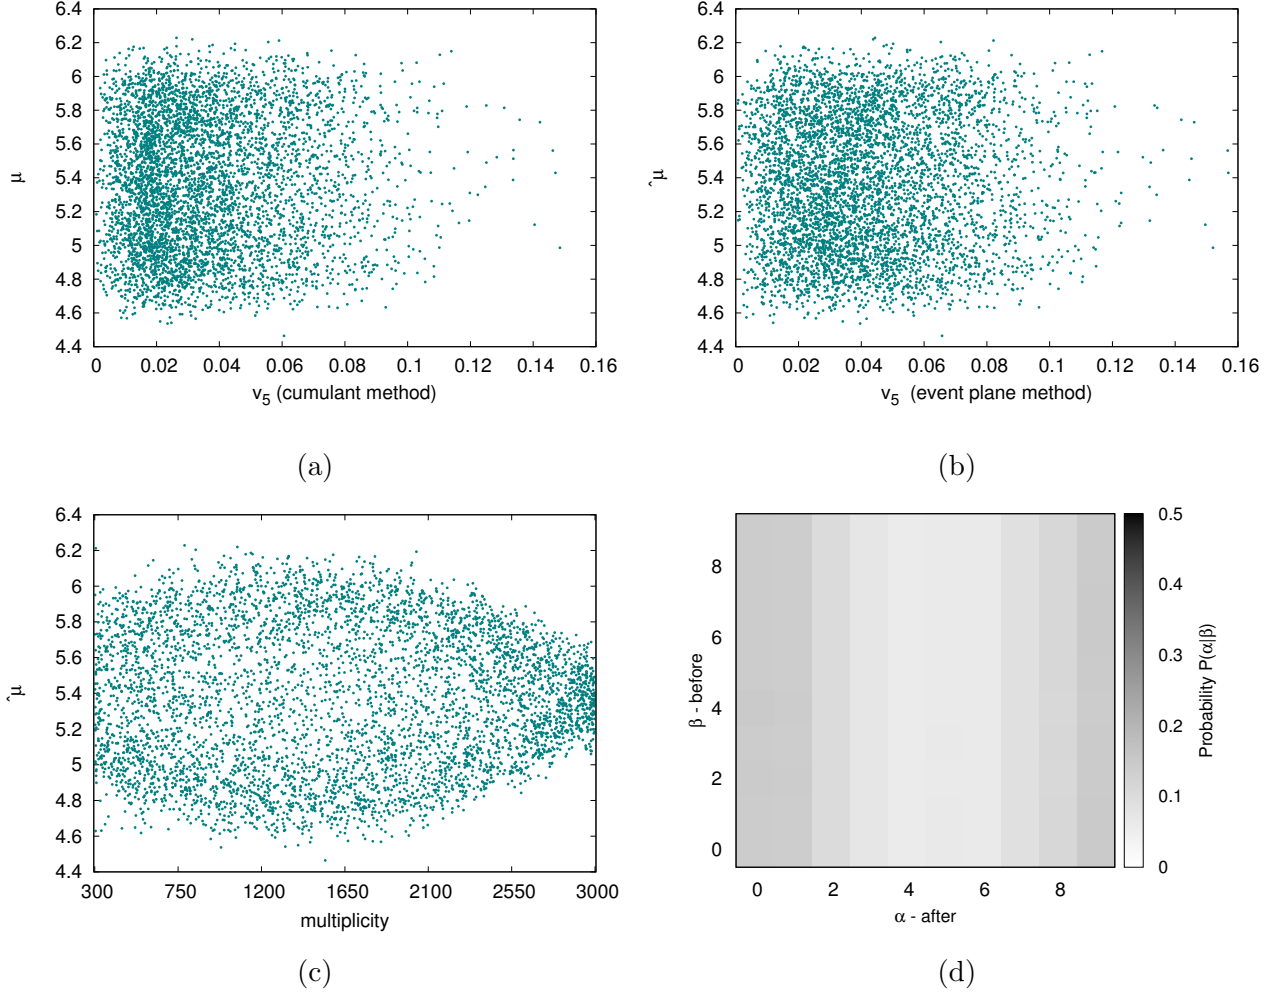 6.4
6.2
6
5.8
5.6
5.4
5.2
5
4.8
4.6
4.4
μ̂
0 0.02 0.04 0.06 0.08 0.1 0.12 0.14 0.16
v5 (cumulant method)
(a)
6.4
6.2
6
5.8
5.6
5.4
5.2
5
4.8
4.6
4.4
μ̂
0 0.02 0.04 0.06 0.08 0.1 0.12 0.14 0.16
v5 (event plane method)
(b)
6.4
6.2
6
5.8
5.6
5.4
5.2
5
4.8
4.6
4.4
μ̂
300 750 1200 1650 2100 2550 3000
multiplicity
(c)
8
6
4
2
0
β - before
0 2 4 6 8
α - after
0.5
0.4
0.3
0.2
0.1
0
Probability P(α|β)
(d)